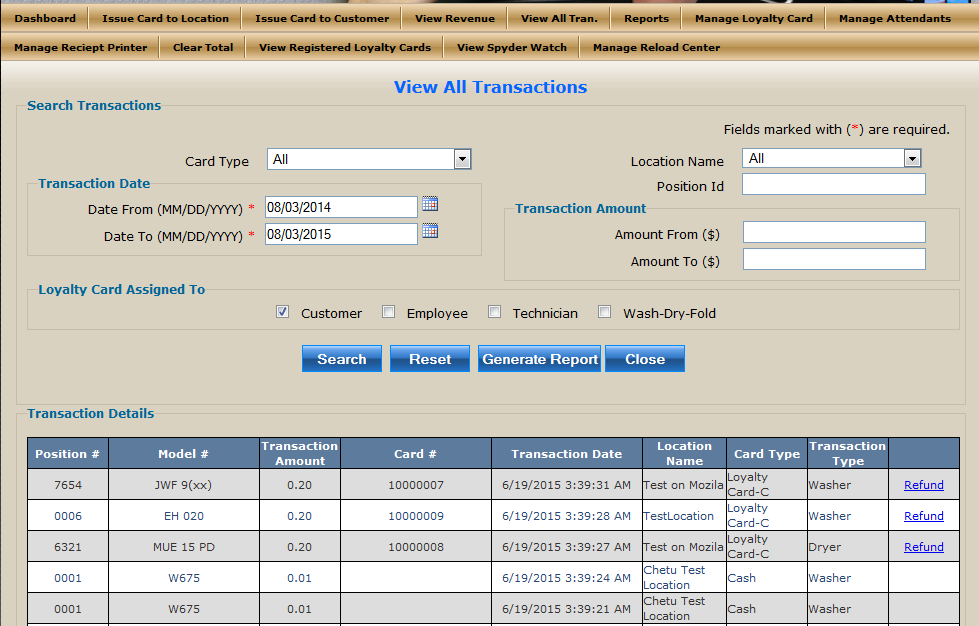 Dashboard Issue Card to Location Issue Card to Customer View Revenue View All Tran. Reports Manage Loyalty Card Manage Attendants
Manage Reciept Printer Clear Total View Registered Loyalty Cards View Spyder Watch Manage Reload Center
View All Transactions
Search Transactions
Fields marked with (*) are required.
Card Type All Location Name All
Transaction Date
Position Id
Date From (MM/DD/YYYY) * 08/03/2014
Transaction Amount
Amount From ($)
Date To (MM/DD/YYYY) * 08/03/2015
Amount To ($)
Loyalty Card Assigned To
Customer Employee Technician Wash-Dry-Fold
Search Reset Generate Report Close
Transaction Details
Position # Model # Transaction Amount Card # Transaction Date Location Name Card Type Transaction Type
7654 JWF 9(xx) 0.20 10000007 6/19/2015 3:39:31 AM Test on Mozila Loyalty Card-C Washer Refund
0006 EH 020 0.20 10000009 6/19/2015 3:39:28 AM TestLocation Loyalty Card-C Washer Refund
6321 MUE 15 PD 0.20 10000008 6/19/2015 3:39:27 AM Test on Mozila Loyalty Card-C Dryer Refund
0001 W675 0.01 6/19/2015 3:39:24 AM Chetu Test Location Cash Washer
0001 W675 0.01 6/19/2015 3:39:21 AM Chetu Test Location Cash Washer